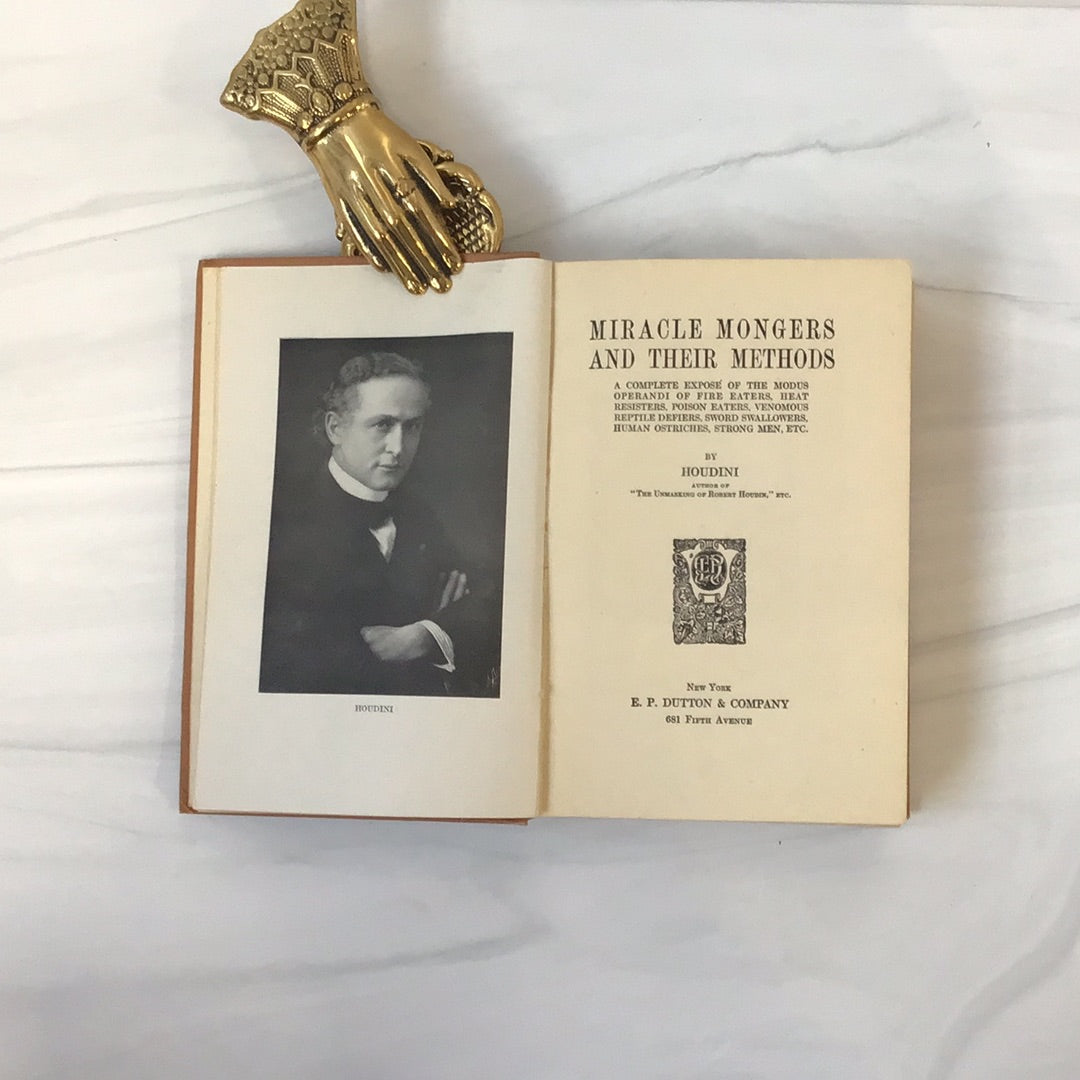 HOUDINI
MIRACLE MONGERS
AND THEIR METHODS
A COMPLETE EXPOSÉ OF THE MODUS
OPERANDI OF FIRE EATERS, HEAT
RESISTERS, POISON EATERS, VENOMOUS
REPTILE DEFIERS, SWORD SWALLOWERS,
HUMAN OSTRICHES, STRONG MEN, ETC.
BY
HOUDINI
AUTHOR OF
"THE UNMASKING OF ROBERT HOUDIN," ETC.
NEW YORK
E. P. DUTTON & COMPANY
681 FIFTH AVENUE